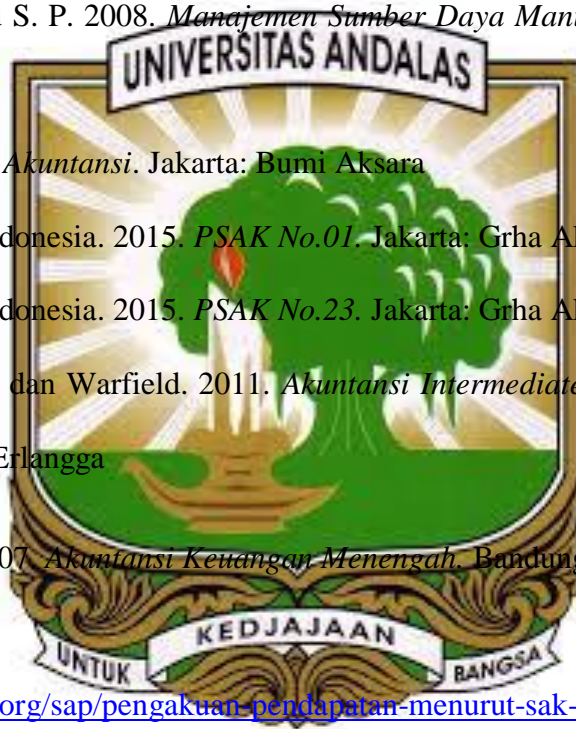 S. P. 2008. Manajemen Sumber Daya
UNIVERSITAS ANDALAS
Akuntansi. Jakarta: Bumi Aksara
donesia. 2015. PSAK No.01. Jakarta: Grha
donesia. 2015. PSAK No.23. Jakarta: Grha
dan Warfield. 2011. Akuntansi Intermediate
Erlangga
07. Akuntansi Keuangan Menengah. Bandung
KEDJAJAAN
UNTUK BANGSA
.org/sap/pengakuan-pendapatan-menurut-sak-